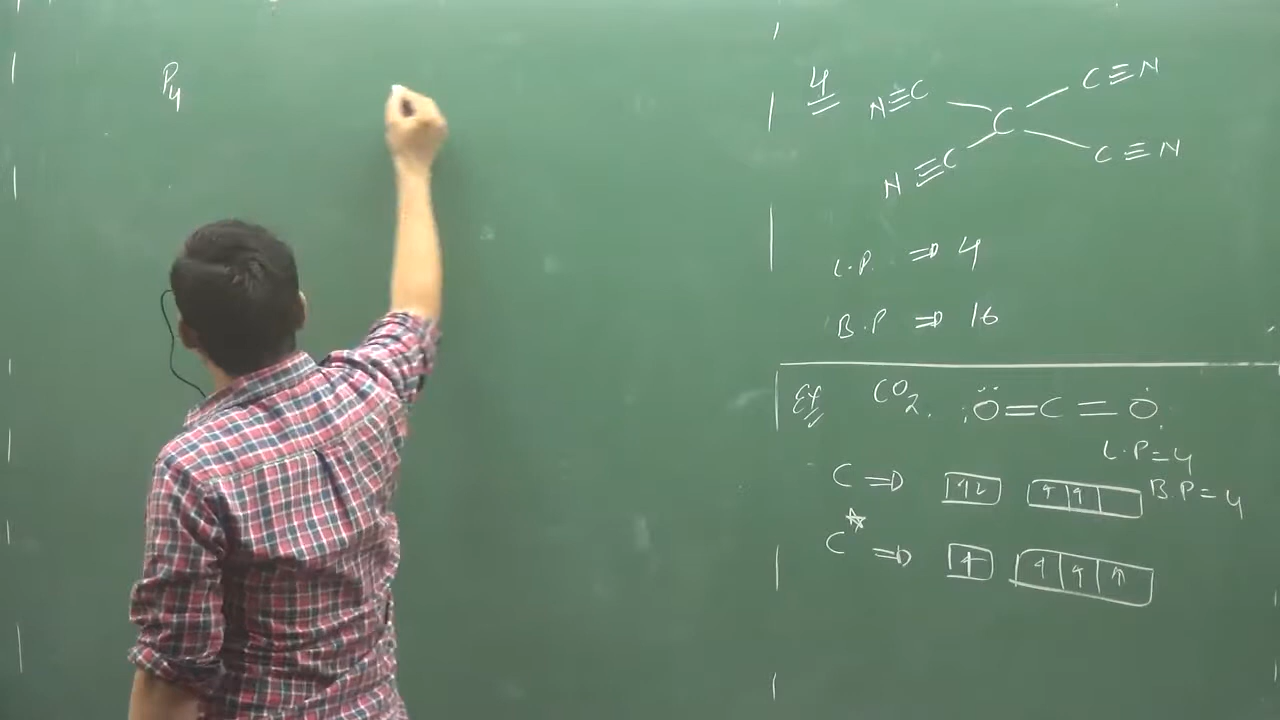 P₄
4
N≡C C≡N
C
N≡C C≡N
L.P. ⇒ 4
B.P ⇒ 16
Ex CO₂. :Ö=C=Ȯ.
L.P=4
C ⇒ ↑↓ ↑ ↑ B.P=4
C* ⇒ ↑ ↑ ↑ ↑